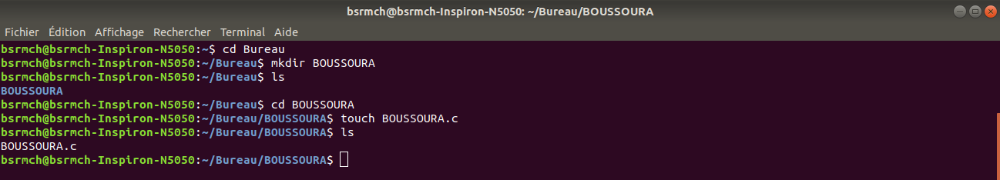 bsrmch@bsrmch-Inspiron-N5050: ~/Bureau/BOUSSOURA
Fichier Édition Affichage Rechercher Terminal Aide
bsrmch@bsrmch-Inspiron-N5050:~$ cd Bureau
bsrmch@bsrmch-Inspiron-N5050:~/Bureau$ mkdir BOUSSOURA
bsrmch@bsrmch-Inspiron-N5050:~/Bureau$ ls
BOUSSOURA
bsrmch@bsrmch-Inspiron-N5050:~/Bureau$ cd BOUSSOURA
bsrmch@bsrmch-Inspiron-N5050:~/Bureau/BOUSSOURA$ touch BOUSSOURA.c
bsrmch@bsrmch-Inspiron-N5050:~/Bureau/BOUSSOURA$ ls
BOUSSOURA.c
bsrmch@bsrmch-Inspiron-N5050:~/Bureau/BOUSSOURA$